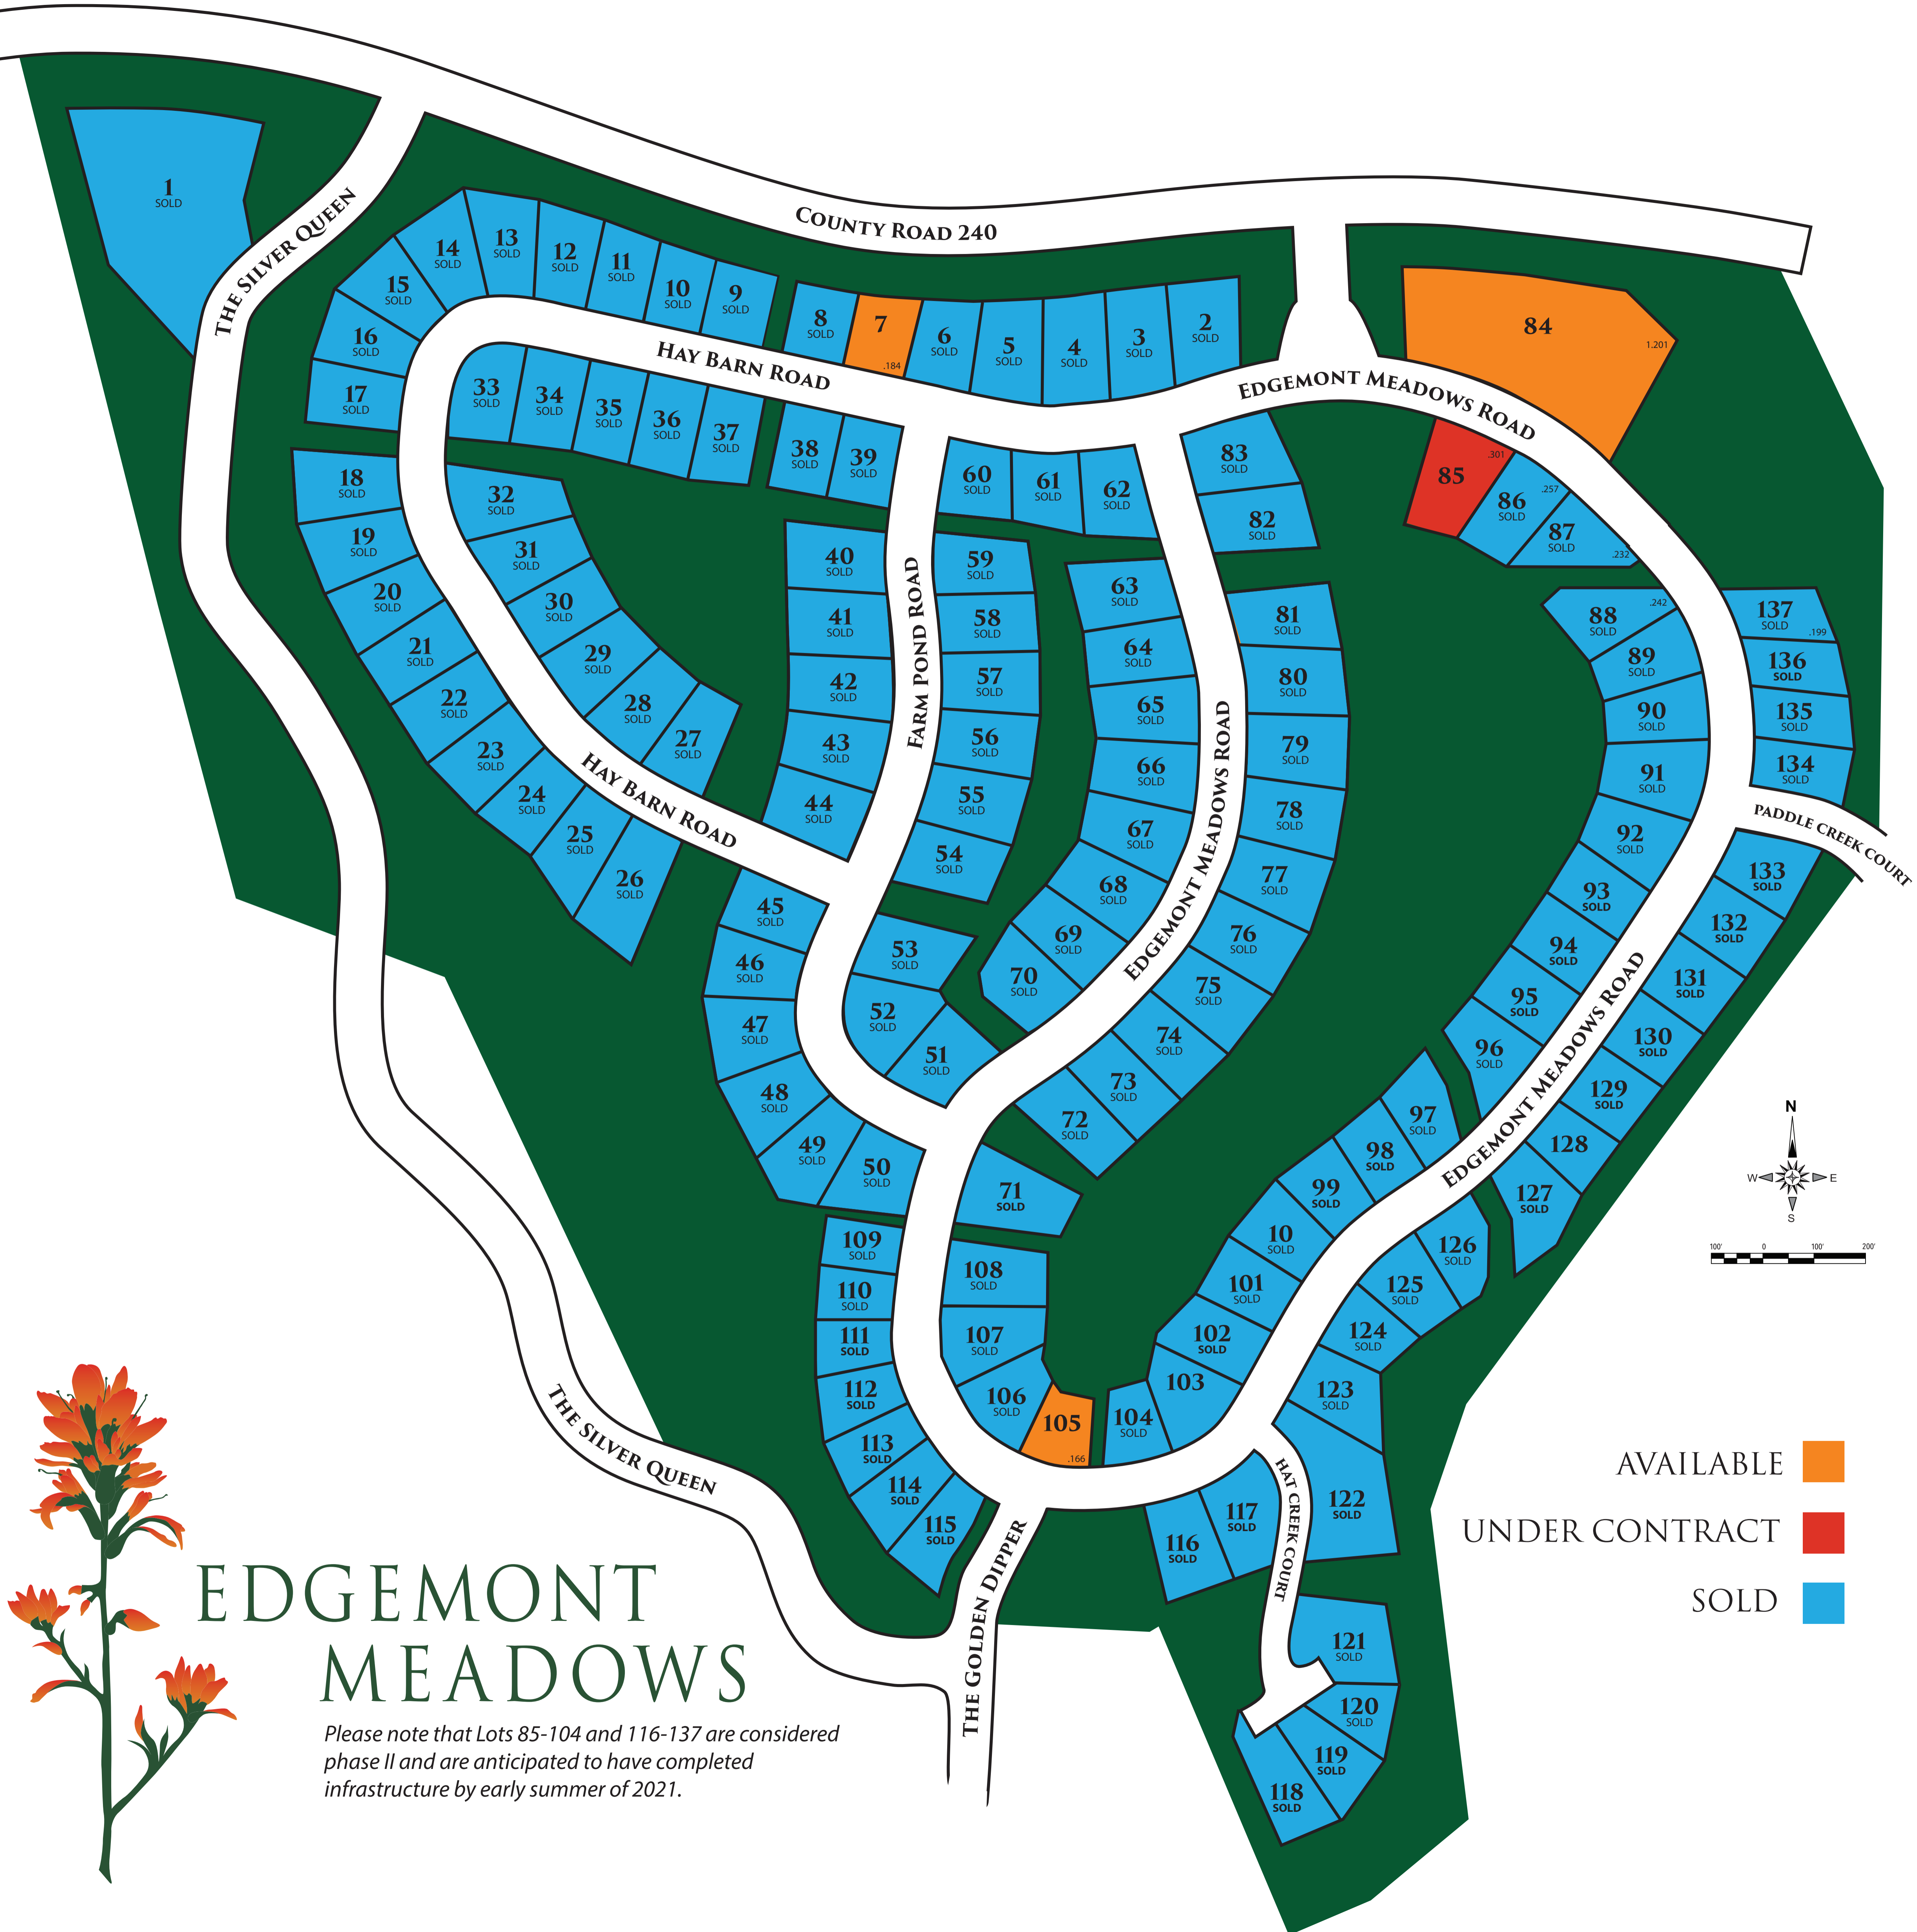 COUNTY ROAD 240
THE SILVER QUEEN
1
SOLD
14
SOLD
13
SOLD
12
SOLD
11
SOLD
10
SOLD
9
SOLD
8
SOLD
7
.184
6
SOLD
5
SOLD
4
SOLD
3
SOLD
2
SOLD
84
1.201
15
SOLD
16
SOLD
17
SOLD
HAY BARN ROAD
EDGEMONT MEADOWS ROAD
33
SOLD
34
SOLD
35
SOLD
36
SOLD
37
SOLD
38
SOLD
39
SOLD
60
SOLD
61
SOLD
62
SOLD
83
SOLD
82
SOLD
85
.301
86
SOLD
.257
87
SOLD
.232
18
SOLD
19
SOLD
20
SOLD
21
SOLD
22
SOLD
23
SOLD
24
SOLD
25
SOLD
26
SOLD
32
SOLD
31
SOLD
30
SOLD
29
SOLD
28
SOLD
27
SOLD
HAY BARN ROAD
40
SOLD
41
SOLD
42
SOLD
43
SOLD
44
SOLD
FARM POND ROAD
59
SOLD
58
SOLD
57
SOLD
56
SOLD
55
SOLD
54
SOLD
53
SOLD
52
SOLD
51
SOLD
63
SOLD
64
SOLD
65
SOLD
66
SOLD
67
SOLD
68
SOLD
69
SOLD
70
SOLD
EDGEMONT MEADOWS ROAD
81
SOLD
80
SOLD
79
SOLD
78
SOLD
77
SOLD
76
SOLD
75
SOLD
74
SOLD
73
SOLD
72
SOLD
71
SOLD
88
SOLD
.242
89
SOLD
90
SOLD
91
SOLD
92
SOLD
93
SOLD
94
SOLD
95
SOLD
96
SOLD
97
SOLD
98
SOLD
99
SOLD
10
SOLD
101
SOLD
102
SOLD
103
104
SOLD
137
SOLD
.199
136
SOLD
135
SOLD
134
SOLD
PADDLE CREEK COURT
133
SOLD
132
SOLD
131
SOLD
130
SOLD
129
SOLD
128
127
SOLD
EDGEMONT MEADOWS ROAD
EDGEMONT MEADOWS ROAD
126
SOLD
125
SOLD
124
SOLD
123
SOLD
122
SOLD
45
SOLD
46
SOLD
47
SOLD
48
SOLD
49
SOLD
50
SOLD
109
SOLD
110
SOLD
111
SOLD
112
SOLD
113
SOLD
114
SOLD
115
SOLD
108
SOLD
107
SOLD
106
SOLD
105
.166
116
SOLD
117
SOLD
HAT CREEK COURT
121
SOLD
120
SOLD
119
SOLD
118
SOLD
THE SILVER QUEEN
THE GOLDEN DIPPER
N
W
E
S
100'
0
100'
200'
AVAILABLE
UNDER CONTRACT
SOLD
EDGEMONT
MEADOWS
Please note that Lots 85-104 and 116-137 are considered
phase II and are anticipated to have completed
infrastructure by early summer of 2021.